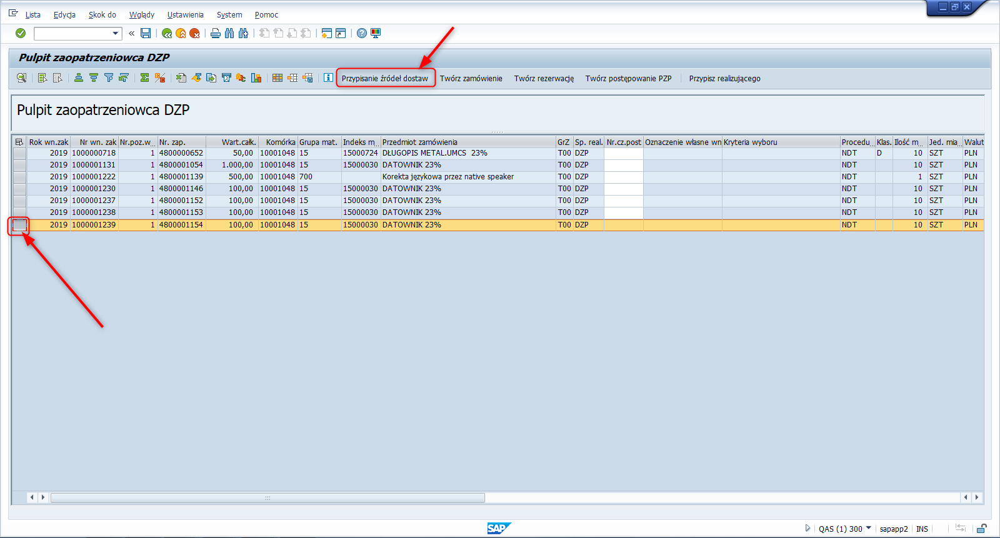 Lista Edycja Skok do Wglądy Ustawienia System Pomoc
Pulpit zaopatrzeniowca DZP
Przypisanie źródeł dostaw Twórz zamówienie Twórz rezerwację Twórz postępowanie PZP Przypisz realizującego
Pulpit zaopatrzeniowca DZP
Rok wn.zak Nr wn. zak Nr.poz.w... Nr. zap. Wart.całk. Komórka Grupa mat. Indeks m... Przedmiot zamówienia GrZ Sp. real. Nr.cz.post Oznaczenie własne wn Kryteria wyboru Procedu... Klas. Ilość m... Jed. mia... Walut
2019 1000000718 1 4800000652 50,00 10001048 15 15000724 DŁUGOPIS METAL.UMCS 23% T00 DZP NDT D 10 SZT PLN
2019 1000001131 1 4800001054 1.000,00 10001048 15 15000030 DATOWNIK 23% T00 DZP NDT 10 SZT PLN
2019 1000001222 1 4800001139 500,00 10001048 700 Korekta językowa przez native speaker T00 DZP NDT 1 SZT PLN
2019 1000001230 1 4800001146 100,00 10001048 15 15000030 DATOWNIK 23% T00 DZP NDT 10 SZT PLN
2019 1000001237 1 4800001152 100,00 10001048 15 15000030 DATOWNIK 23% T00 DZP NDT 10 SZT PLN
2019 1000001238 1 4800001153 100,00 10001048 15 15000030 DATOWNIK 23% T00 DZP NDT 10 SZT PLN
2019 1000001239 1 4800001154 100,00 10001048 15 15000030 DATOWNIK 23% T00 DZP NDT 10 SZT PLN
SAP QAS (1) 300 sapapp2 INS